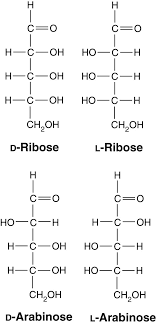 H H
C=O C=O
H OH HO H
H OH HO H
H OH HO H
CH₂OH CH₂OH
D-Ribose L-Ribose
H H
C=O C=O
HO H H OH
H OH HO H
H OH HO H
CH₂OH CH₂OH
D-Arabinose L-Arabinose